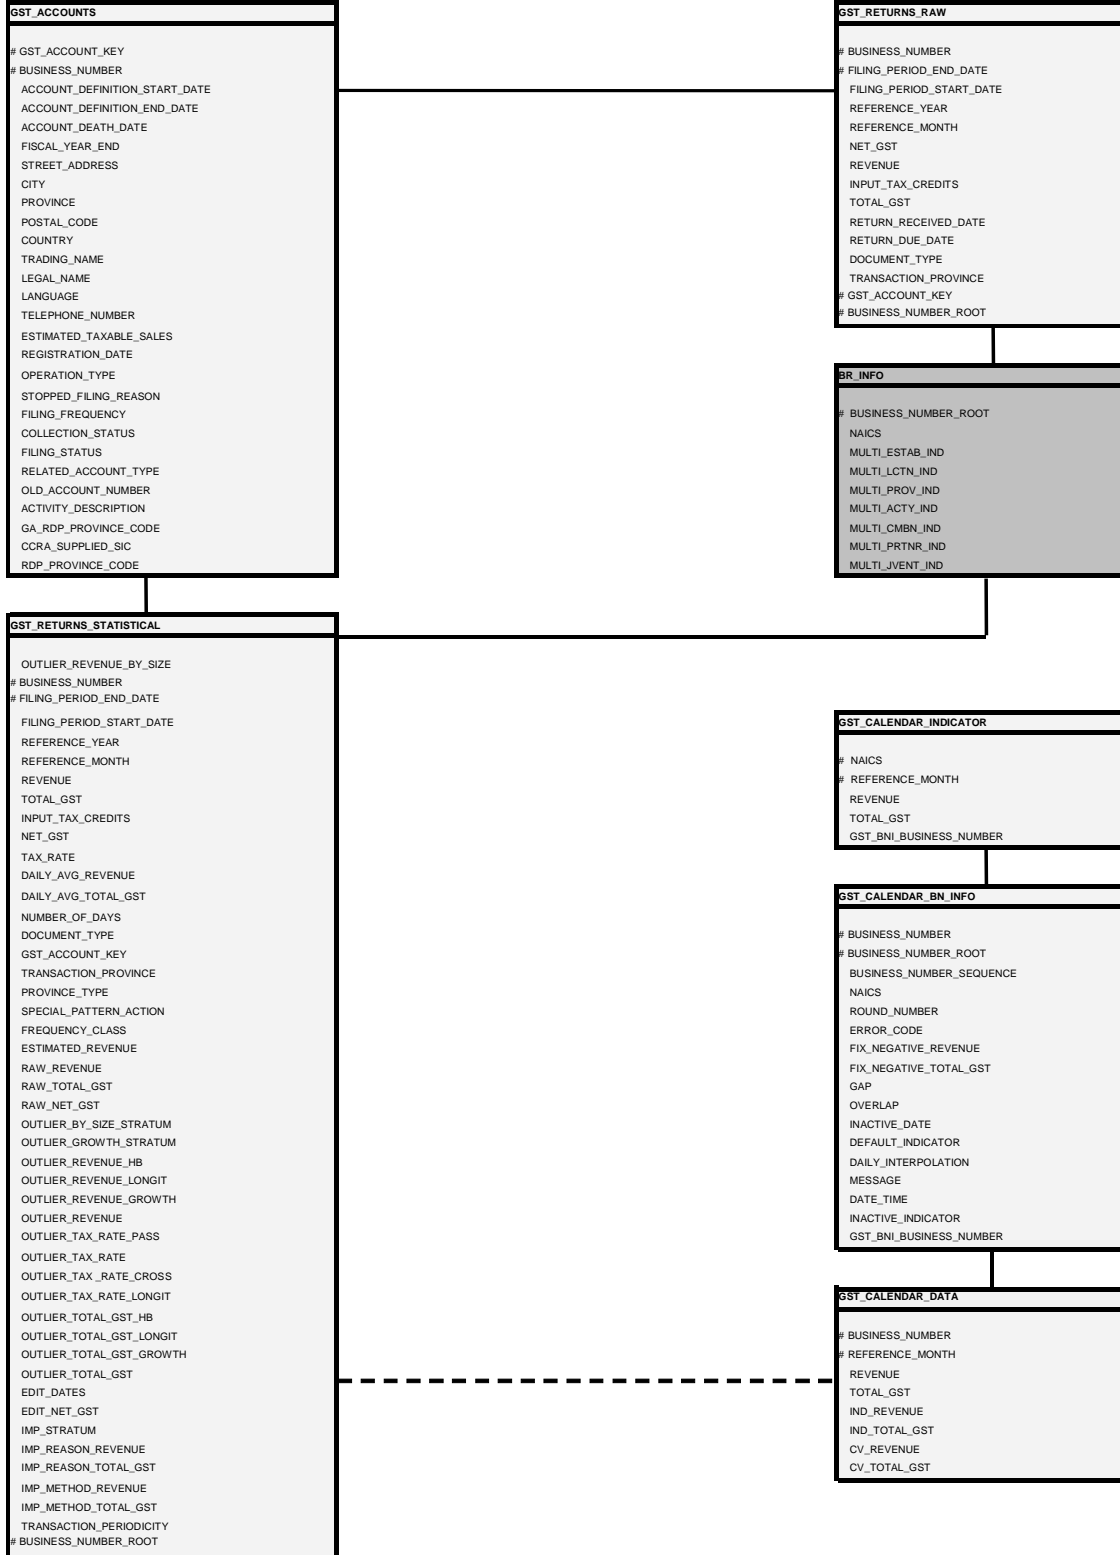 GST_ACCOUNTS
# GST_ACCOUNT_KEY
# BUSINESS_NUMBER
ACCOUNT_DEFINITION_START_DATE
ACCOUNT_DEFINITION_END_DATE
ACCOUNT_DEATH_DATE
FISCAL_YEAR_END
STREET_ADDRESS
CITY
PROVINCE
POSTAL_CODE
COUNTRY
TRADING_NAME
LEGAL_NAME
LANGUAGE
TELEPHONE_NUMBER
ESTIMATED_TAXABLE_SALES
REGISTRATION_DATE
OPERATION_TYPE
STOPPED_FILING_REASON
FILING_FREQUENCY
COLLECTION_STATUS
FILING_STATUS
RELATED_ACCOUNT_TYPE
OLD_ACCOUNT_NUMBER
ACTIVITY_DESCRIPTION
GA_RDP_PROVINCE_CODE
CCRA_SUPPLIED_SIC
RDP_PROVINCE_CODE
GST_RETURNS_STATISTICAL
OUTLIER_REVENUE_BY_SIZE
# BUSINESS_NUMBER
# FILING_PERIOD_END_DATE
FILING_PERIOD_START_DATE
REFERENCE_YEAR
REFERENCE_MONTH
REVENUE
TOTAL_GST
INPUT_TAX_CREDITS
NET_GST
TAX_RATE
DAILY_AVG_REVENUE
DAILY_AVG_TOTAL_GST
NUMBER_OF_DAYS
DOCUMENT_TYPE
GST_ACCOUNT_KEY
TRANSACTION_PROVINCE
PROVINCE_TYPE
SPECIAL_PATTERN_ACTION
FREQUENCY_CLASS
ESTIMATED_REVENUE
RAW_REVENUE
RAW_TOTAL_GST
RAW_NET_GST
OUTLIER_BY_SIZE_STRATUM
OUTLIER_GROWTH_STRATUM
OUTLIER_REVENUE_HB
OUTLIER_REVENUE_LONGIT
OUTLIER_REVENUE_GROWTH
OUTLIER_REVENUE
OUTLIER_TAX_RATE_PASS
OUTLIER_TAX_RATE
OUTLIER_TAX _RATE_CROSS
OUTLIER_TAX_RATE_LONGIT
OUTLIER_TOTAL_GST_HB
OUTLIER_TOTAL_GST_LONGIT
OUTLIER_TOTAL_GST_GROWTH
OUTLIER_TOTAL_GST
EDIT_DATES
EDIT_NET_GST
IMP_STRATUM
IMP_REASON_REVENUE
IMP_REASON_TOTAL_GST
IMP_METHOD_REVENUE
IMP_METHOD_TOTAL_GST
TRANSACTION_PERIODICITY
# BUSINESS_NUMBER_ROOT
GST_RETURNS_RAW
# BUSINESS_NUMBER
# FILING_PERIOD_END_DATE
FILING_PERIOD_START_DATE
REFERENCE_YEAR
REFERENCE_MONTH
NET_GST
REVENUE
INPUT_TAX_CREDITS
TOTAL_GST
RETURN_RECEIVED_DATE
RETURN_DUE_DATE
DOCUMENT_TYPE
TRANSACTION_PROVINCE
# GST_ACCOUNT_KEY
# BUSINESS_NUMBER_ROOT
BR_INFO
# BUSINESS_NUMBER_ROOT
NAICS
MULTI_ESTAB_IND
MULTI_LCTN_IND
MULTI_PROV_IND
MULTI_ACTY_IND
MULTI_CMBN_IND
MULTI_PRTNR_IND
MULTI_JVENT_IND
GST_CALENDAR_INDICATOR
# NAICS
# REFERENCE_MONTH
REVENUE
TOTAL_GST
GST_BNI_BUSINESS_NUMBER
GST_CALENDAR_BN_INFO
# BUSINESS_NUMBER
# BUSINESS_NUMBER_ROOT
BUSINESS_NUMBER_SEQUENCE
NAICS
ROUND_NUMBER
ERROR_CODE
FIX_NEGATIVE_REVENUE
FIX_NEGATIVE_TOTAL_GST
GAP
OVERLAP
INACTIVE_DATE
DEFAULT_INDICATOR
DAILY_INTERPOLATION
MESSAGE
DATE_TIME
INACTIVE_INDICATOR
GST_BNI_BUSINESS_NUMBER
GST_CALENDAR_DATA
# BUSINESS_NUMBER
# REFERENCE_MONTH
REVENUE
TOTAL_GST
IND_REVENUE
IND_TOTAL_GST
CV_REVENUE
CV_TOTAL_GST